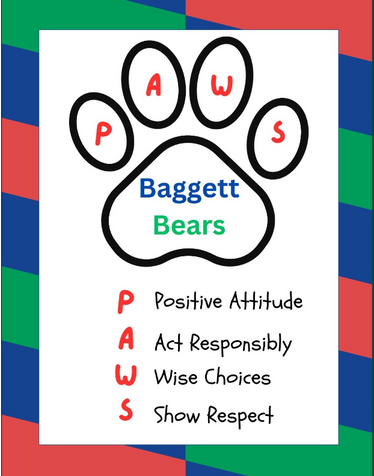 P A W S
Baggett
Bears
P Positive Attitude
A Act Responsibly
W Wise Choices
S Show Respect